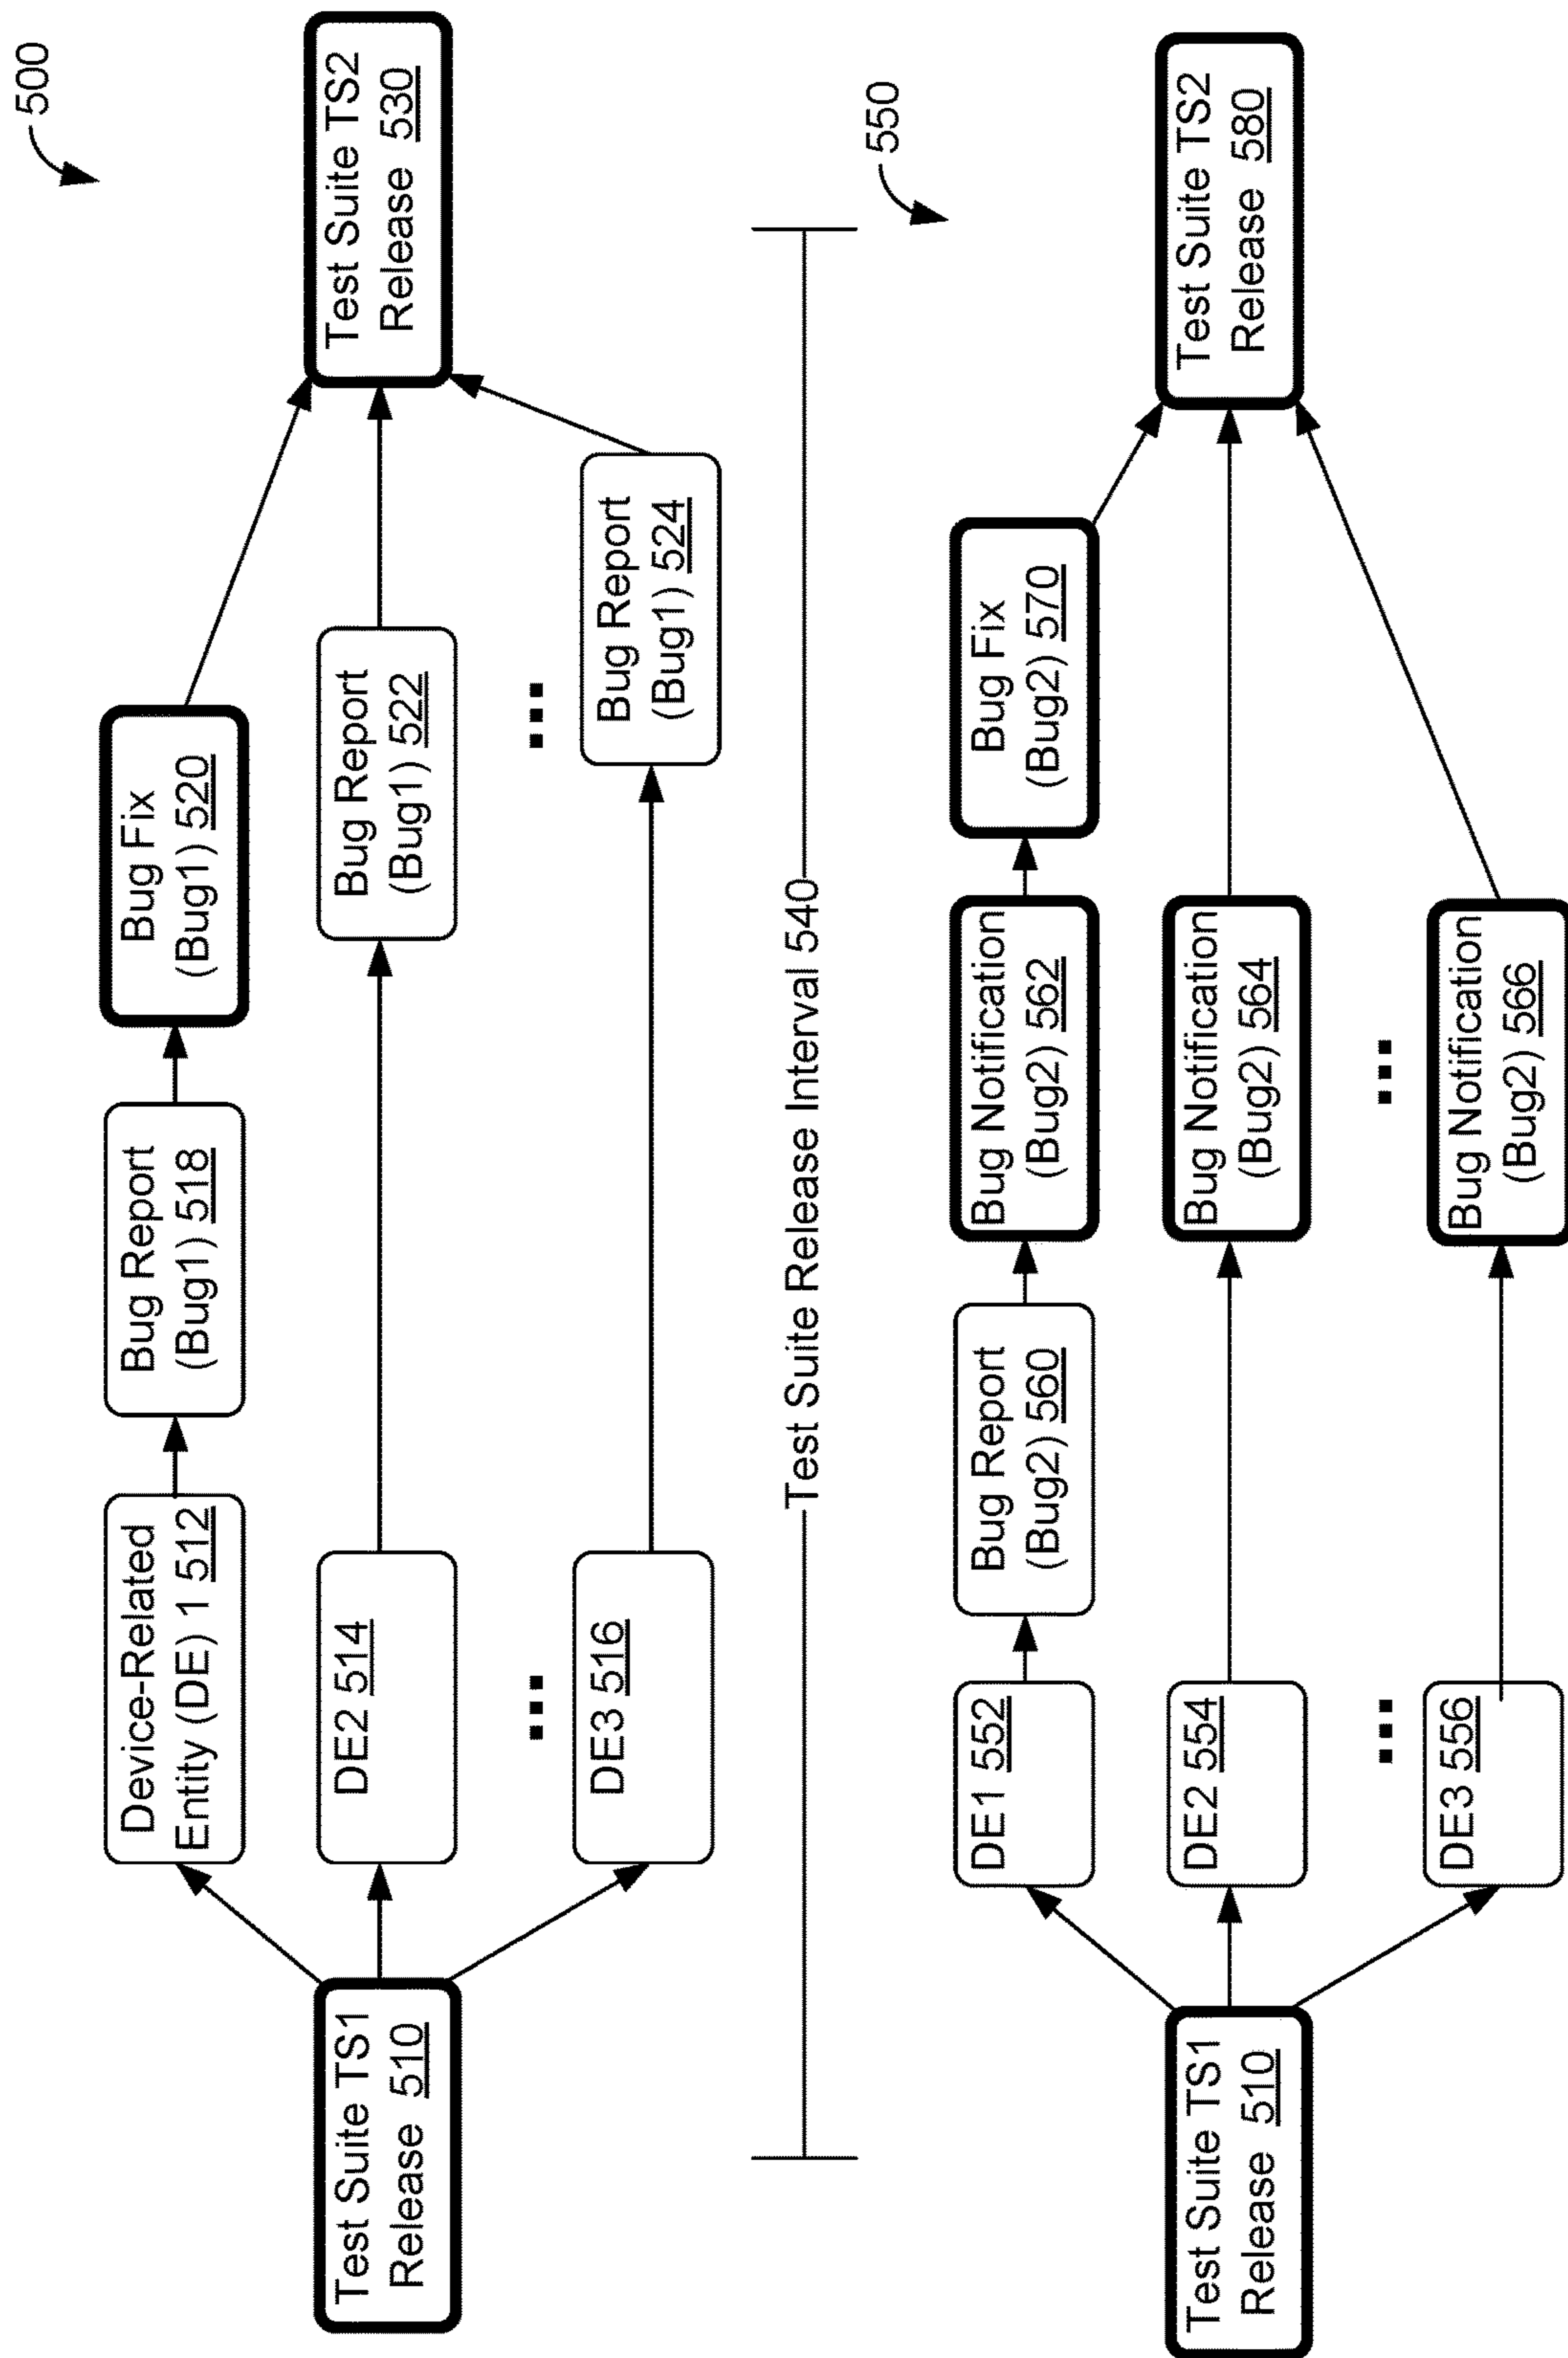 500
Test Suite TS1
Release 510
Device-Related
Entity (DE) 1 512
Bug Report
(Bug1) 518
Bug Fix
(Bug1) 520
DE2 514
Bug Report
(Bug1) 522
Test Suite TS2
Release 530
...
...
DE3 516
Bug Report
(Bug1) 524
Test Suite Release Interval 540
550
Test Suite TS1
Release 510
DE1 552
Bug Report
(Bug2) 560
Bug Notification
(Bug2) 562
Bug Fix
(Bug2) 570
DE2 554
Bug Notification
(Bug2) 564
Test Suite TS2
Release 580
...
...
DE3 556
Bug Notification
(Bug2) 566